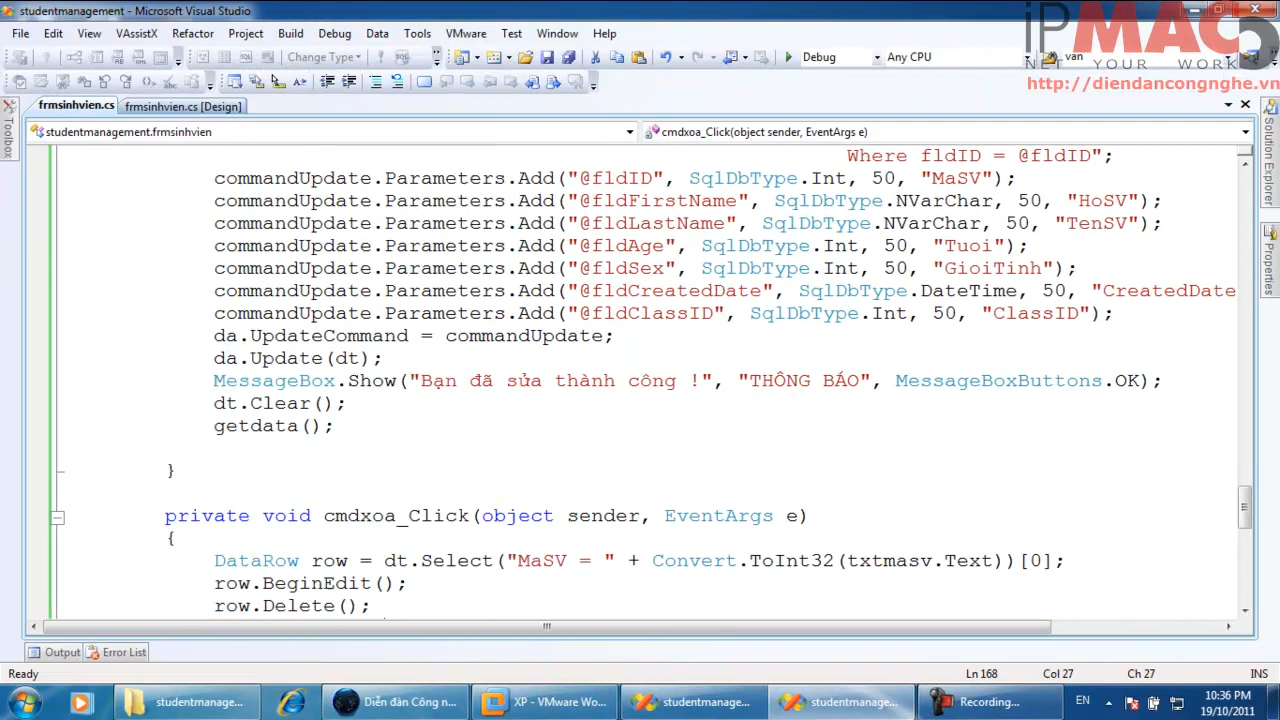 studentmanagement - Microsoft Visual Studio
iPMAC
NET YOUR WORK
http://diendancongnghe.vn
File Edit View VAssistX Refactor Project Build Debug Data Tools VMware Test Window Help
Change Type Debug Any CPU van
frmsinhvien.cs frmsinhvien.cs [Design]
studentmanagement.frmsinhvien cmdxoa_Click(object sender, EventArgs e)
Toolbox
Solution Explorer
Properties
Where fldID = @fldID";
commandUpdate.Parameters.Add("@fldID", SqlDbType.Int, 50, "MaSV");
commandUpdate.Parameters.Add("@fldFirstName", SqlDbType.NVarChar, 50, "HoSV");
commandUpdate.Parameters.Add("@fldLastName", SqlDbType.NVarChar, 50, "TenSV");
commandUpdate.Parameters.Add("@fldAge", SqlDbType.Int, 50, "Tuoi");
commandUpdate.Parameters.Add("@fldSex", SqlDbType.Int, 50, "GioiTinh");
commandUpdate.Parameters.Add("@fldCreatedDate", SqlDbType.DateTime, 50, "CreatedDate
commandUpdate.Parameters.Add("@fldClassID", SqlDbType.Int, 50, "ClassID");
da.UpdateCommand = commandUpdate;
da.Update(dt);
MessageBox.Show("Bạn đã sửa thành công !", "THÔNG BÁO", MessageBoxButtons.OK);
dt.Clear();
getdata();
}
private void cmdxoa_Click(object sender, EventArgs e)
{
DataRow row = dt.Select("MaSV = " + Convert.ToInt32(txtmasv.Text))[0];
row.BeginEdit();
row.Delete();
Output Error List
Ready Ln 168 Col 27 Ch 27 INS
studentmanage... Diễn đàn Công n... XP - VMware Wo... studentmanage... studentmanage... Recording... EN 10:36 PM
19/10/2011